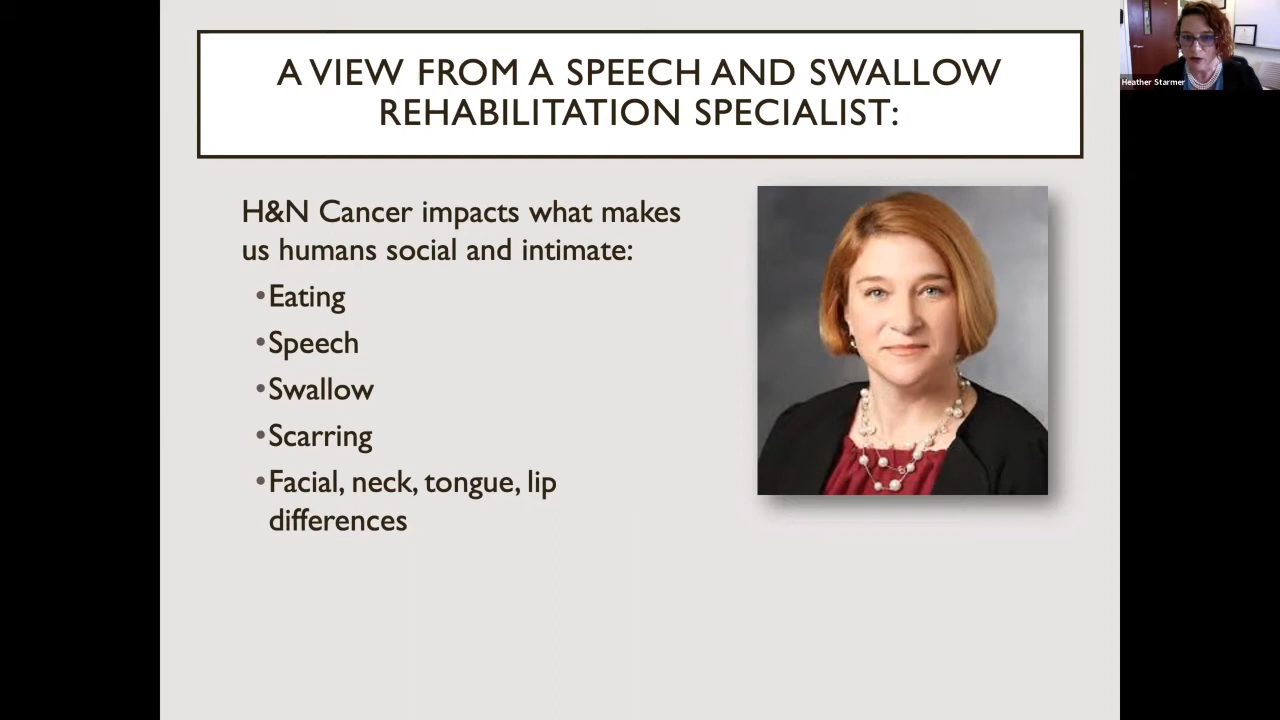 A VIEW FROM A SPEECH AND SWALLOW
REHABILITATION SPECIALIST:
Heather Starmer
H&N Cancer impacts what makes
us humans social and intimate:
•Eating
•Speech
•Swallow
•Scarring
•Facial, neck, tongue, lip
differences